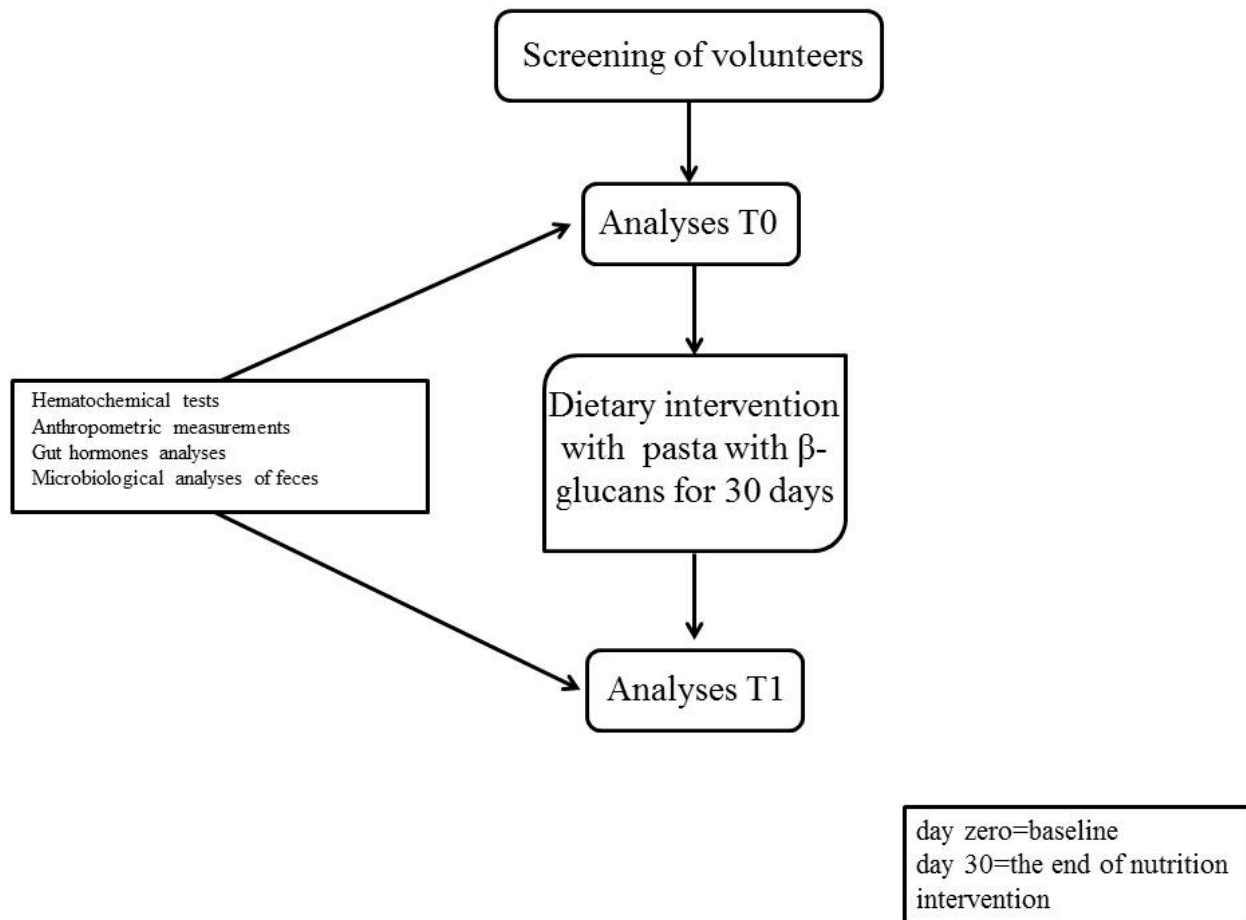 Screening of volunteers
Analyses T0
Hematochemical tests
Anthropometric measurements
Gut hormones analyses
Microbiological analyses of feces
Dietary intervention
with pasta with β-
glucans for 30 days
Analyses T1
day zero=baseline
day 30=the end of nutrition
intervention